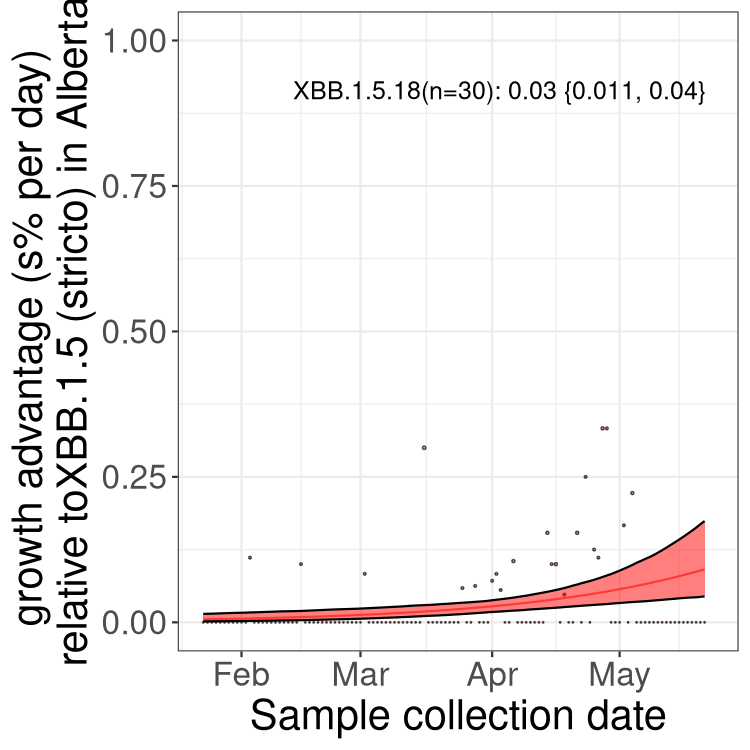 growth advantage (s% per day)
relative toXBB.1.5 (stricto) in Alberta
1.00
0.75
0.50
0.25
0.00
XBB.1.5.18(n=30): 0.03 {0.011, 0.04}
Feb Mar Apr May
Sample collection date